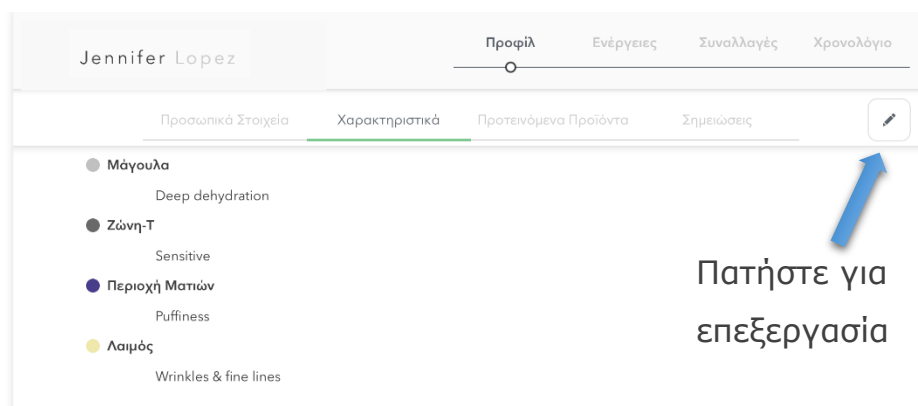 Jennifer Lopez
Προφίλ Ενέργειες Συναλλαγές Χρονολόγιο
Προσωπικά Στοιχεία Χαρακτηριστικά Προτεινόμενα Προϊόντα Σημειώσεις
Μάγουλα
Deep dehydration
Ζώνη-Τ
Sensitive
Περιοχή Ματιών
Puffiness
Λαιμός
Wrinkles & fine lines
Πατήστε για
επεξεργασία